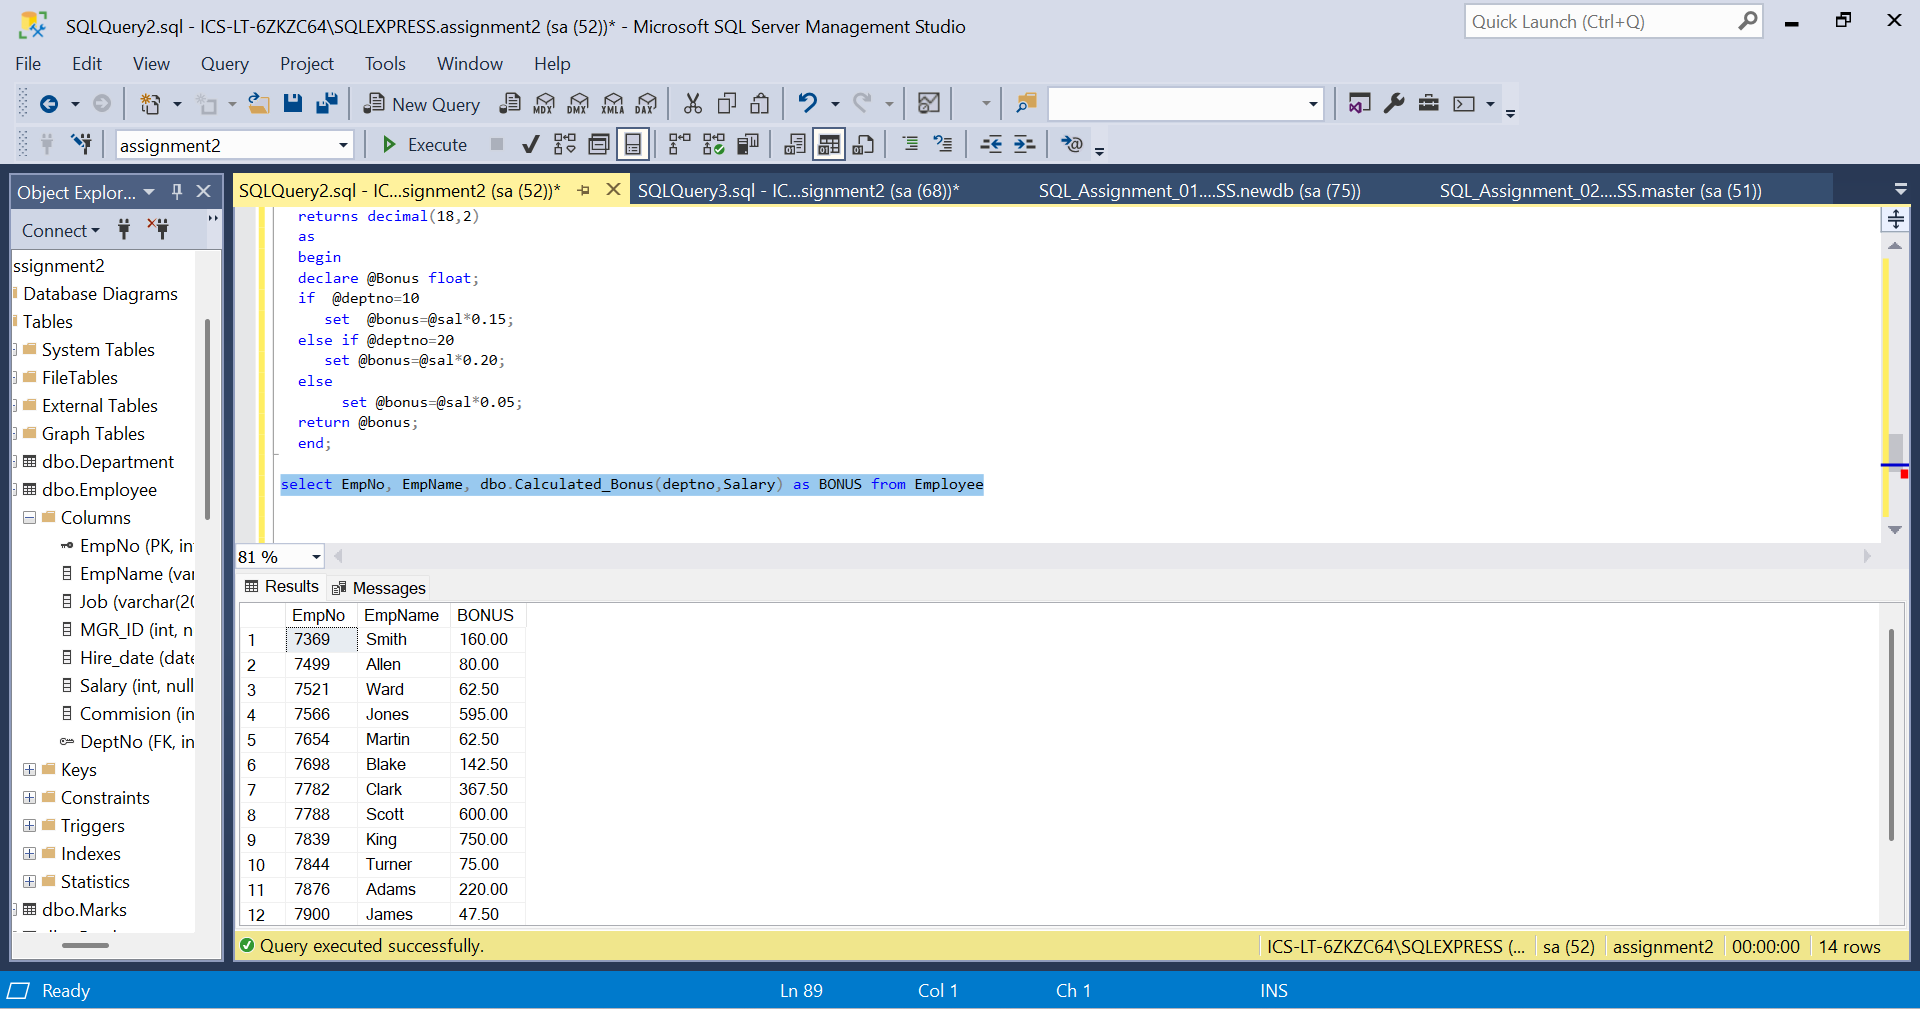 SQLQuery2.sql - ICS-LT-6ZKZC64\SQLEXPRESS.assignment2 (sa (52))* - Microsoft SQL Server Management Studio
Quick Launch (Ctrl+Q)
File Edit View Query Project Tools Window Help
New Query MDX DMX XMLA DAX
assignment2 Execute
Object Explor...
SQLQuery2.sql - IC...signment2 (sa (52))* SQLQuery3.sql - IC...signment2 (sa (68))* SQL_Assignment_01....SS.newdb (sa (75)) SQL_Assignment_02....SS.master (sa (51))
Connect
ssignment2
Database Diagrams
Tables
System Tables
FileTables
External Tables
Graph Tables
dbo.Department
dbo.Employee
Columns
EmpNo (PK, in
EmpName (var
Job (varchar(20
MGR_ID (int, n
Hire_date (date
Salary (int, null
Commision (in
DeptNo (FK, in
Keys
Constraints
Triggers
Indexes
Statistics
dbo.Marks
returns decimal(18,2)
as
begin
declare @Bonus float;
if @deptno=10
set @bonus=@sal*0.15;
else if @deptno=20
set @bonus=@sal*0.20;
else
set @bonus=@sal*0.05;
return @bonus;
end;
select EmpNo, EmpName, dbo.Calculated_Bonus(deptno,Salary) as BONUS from Employee
81 %
Results Messages
EmpNo EmpName BONUS
1 7369 Smith 160.00
2 7499 Allen 80.00
3 7521 Ward 62.50
4 7566 Jones 595.00
5 7654 Martin 62.50
6 7698 Blake 142.50
7 7782 Clark 367.50
8 7788 Scott 600.00
9 7839 King 750.00
10 7844 Turner 75.00
11 7876 Adams 220.00
12 7900 James 47.50
Query executed successfully. ICS-LT-6ZKZC64\SQLEXPRESS (... sa (52) assignment2 00:00:00 14 rows
Ready Ln 89 Col 1 Ch 1 INS